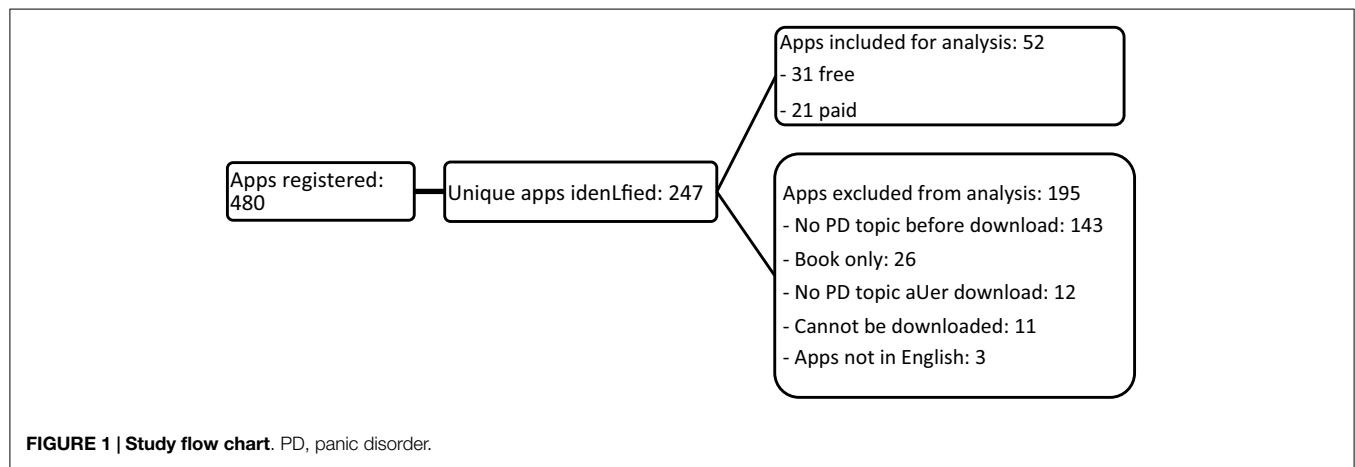 Apps registered:
480
Unique apps idenLfied: 247
Apps included for analysis: 52
- 31 free
- 21 paid
Apps excluded from analysis: 195
- No PD topic before download: 143
- Book only: 26
- No PD topic aUer download: 12
- Cannot be downloaded: 11
- Apps not in English: 3
FIGURE 1 | Study flow chart. PD, panic disorder.